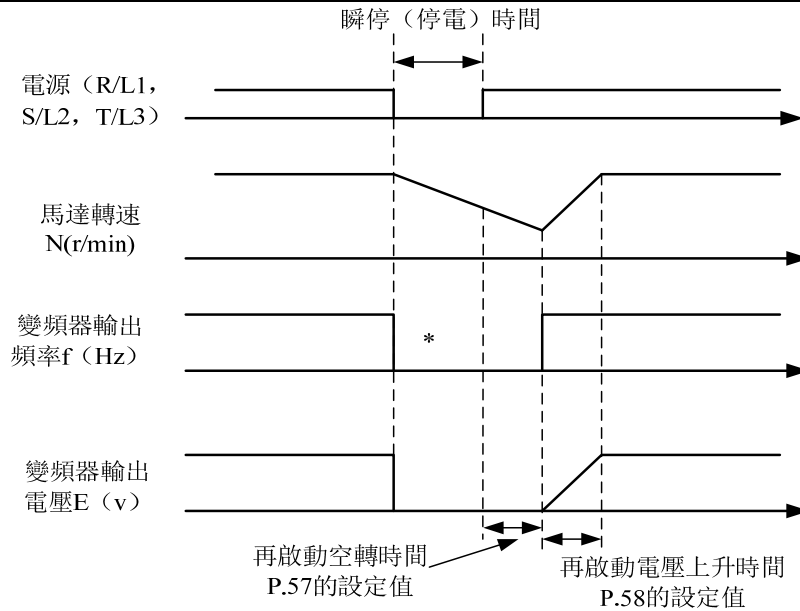 瞬停（停電）時間
電源（R/L1，
S/L2，T/L3）
馬達轉速
N(r/min)
變頻器輸出
頻率f（Hz）
*
變頻器輸出
電壓E（v）
再啟動空轉時間
P.57的設定值
再啟動電壓上升時間
P.58的設定值